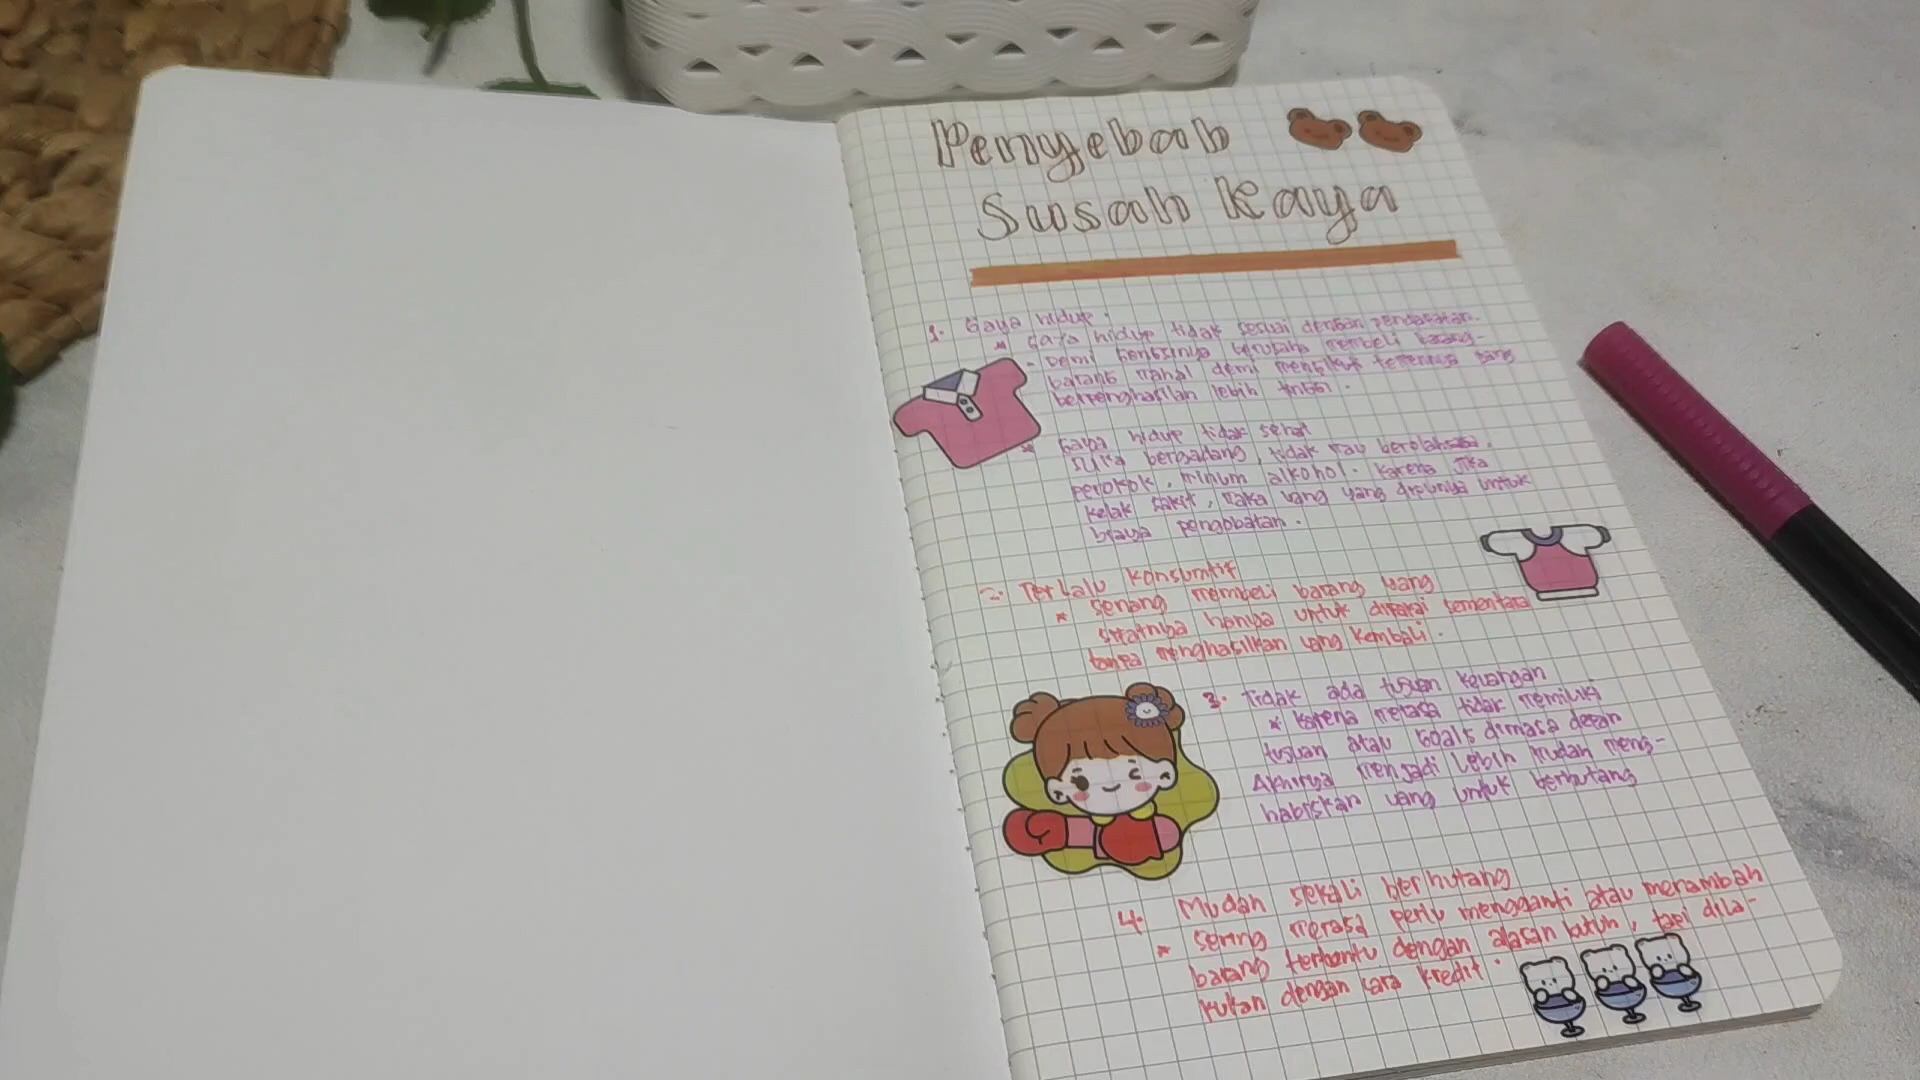 Penyebab
Susah Kaya
1. Gaya hidup.
* Gaya hidup tidak sesuai dengan pendapatan.
- Demi gengsinya berusaha membeli barang-
barang mahal demi mengikuti temannya yang
berpenghasilan lebih tinggi.
* Gaya hidup tidak sehat
suka bergadang, tidak mau berolahraga.
perokok, minum alkohol. karena jika
kelak sakit, maka uang yang dipunya untuk
biaya pengobatan.
2. Terlalu konsumtif
* senang membeli barang yang
sifatnya hanya untuk dipakai sementara
tanpa menghasilkan uang kembali.
3. Tidak ada tujuan keuangan
* karena merasa tidak memiliki
tujuan atau goals dimasa depan
Akhirnya menjadi lebih mudah meng-
habiskan uang untuk berhutang
4. Mudah sekali berhutang
* sering merasa perlu mengganti atau menambah
barang tertentu dengan alasan butuh, tapi dila-
kukan dengan cara kredit.